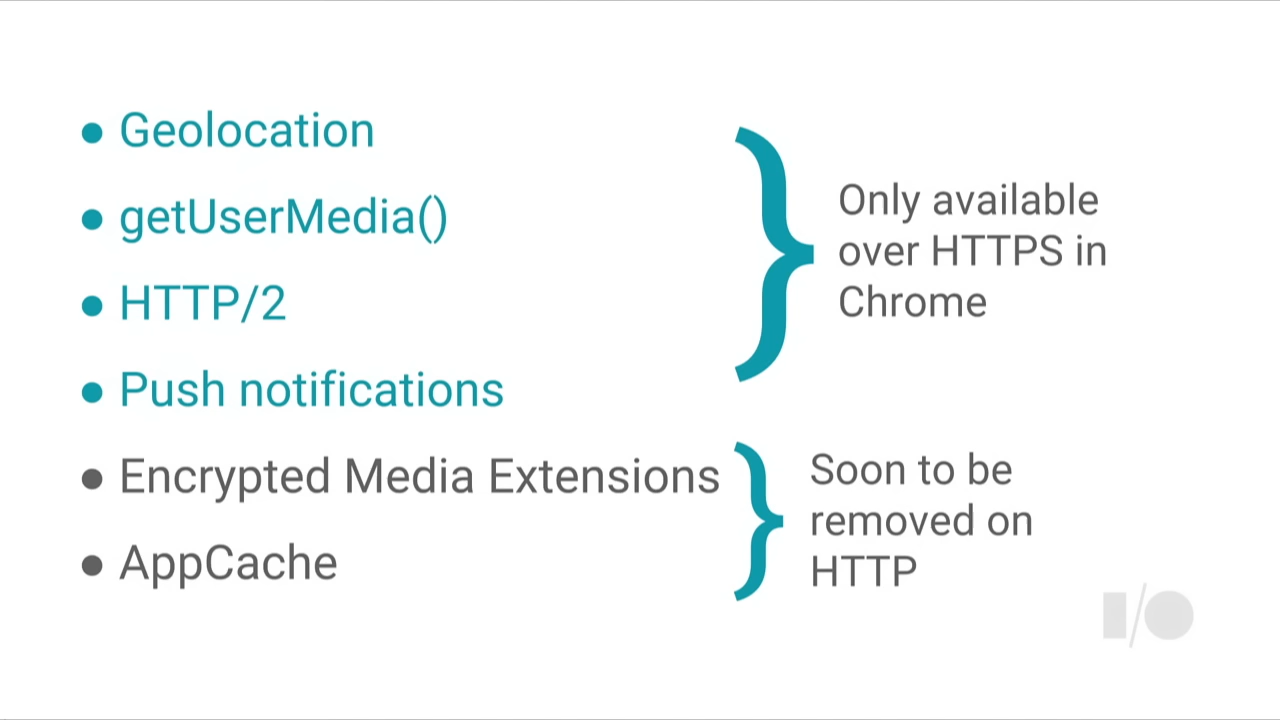 ● Geolocation
● getUserMedia()
● HTTP/2
● Push notifications
● Encrypted Media Extensions
● AppCache
Only available
over HTTPS in
Chrome
Soon to be
removed on
HTTP
I/O